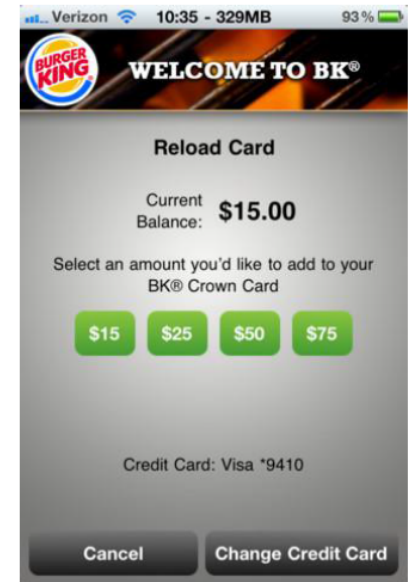 Verizon 10:35 - 329MB 93%
BURGER KING
WELCOME TO BK®
Reload Card
Current
Balance: $15.00
Select an amount you'd like to add to your
BK® Crown Card
$15 $25 $50 $75
Credit Card: Visa *9410
Cancel Change Credit Card